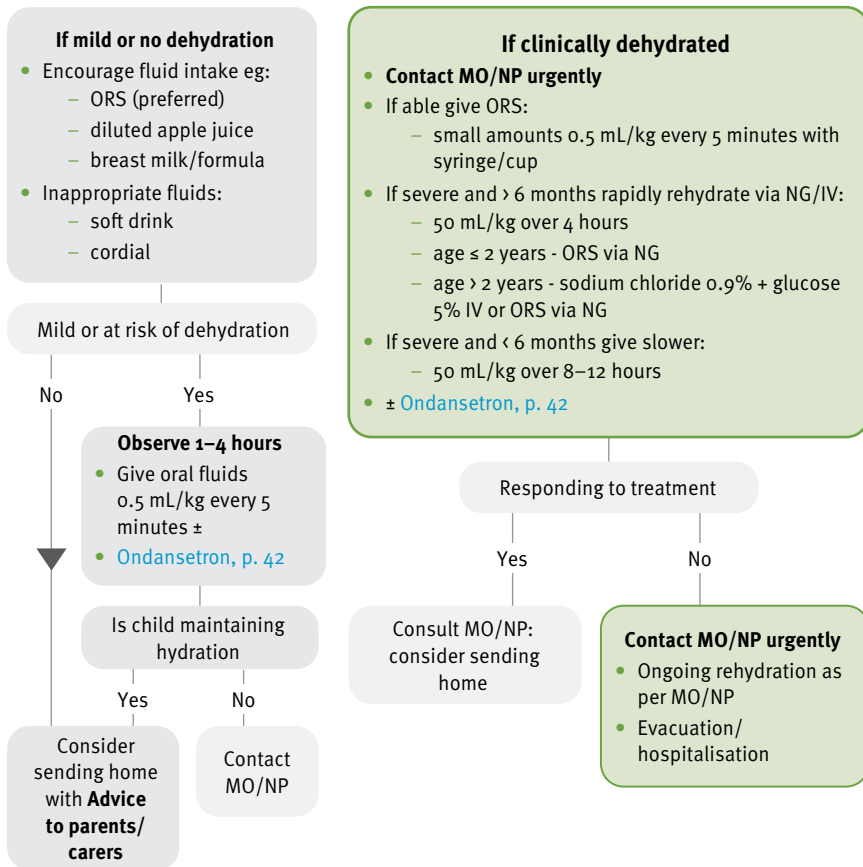 If mild or no dehydration
• Encourage fluid intake eg:
– ORS (preferred)
– diluted apple juice
– breast milk/formula
• Inappropriate fluids:
– soft drink
– cordial
Mild or at risk of dehydration
No
Yes
Observe 1–4 hours
• Give oral fluids
0.5 mL/kg every 5
minutes ±
• Ondansetron, p. 42
Is child maintaining
hydration
Yes
No
Consider
sending home
with Advice
to parents/
carers
Contact
MO/NP
If clinically dehydrated
• Contact MO/NP urgently
• If able give ORS:
– small amounts 0.5 mL/kg every 5 minutes with
syringe/cup
• If severe and > 6 months rapidly rehydrate via NG/IV:
– 50 mL/kg over 4 hours
– age ≤ 2 years - ORS via NG
– age > 2 years - sodium chloride 0.9% + glucose
5% IV or ORS via NG
• If severe and < 6 months give slower:
– 50 mL/kg over 8–12 hours
• ± Ondansetron, p. 42
Responding to treatment
Yes
No
Consult MO/NP:
consider sending
home
Contact MO/NP urgently
• Ongoing rehydration as
per MO/NP
• Evacuation/
hospitalisation